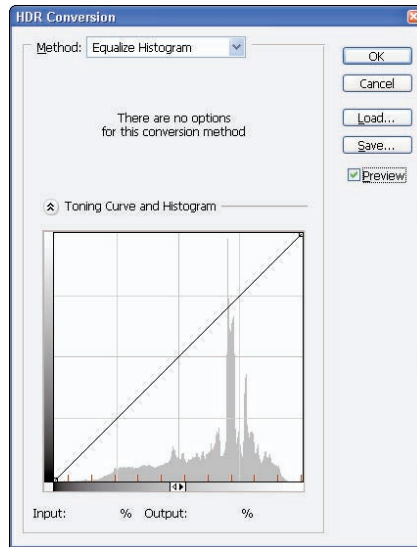 HDR Conversion
Method: Equalize Histogram
OK
Cancel
There are no options
for this conversion method
Load...
Save...
Preview
Toning Curve and Histogram
Input: % Output: %